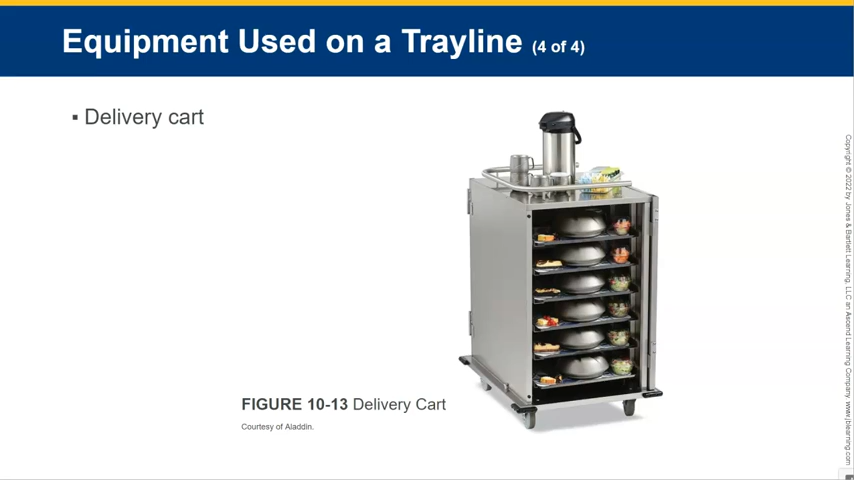 Equipment Used on a Trayline (4 of 4)
▪ Delivery cart
FIGURE 10-13 Delivery Cart
Courtesy of Aladdin.
Copyright © 2022 by Jones & Bartlett Learning, LLC an Ascend Learning Company. www.jblearning.com